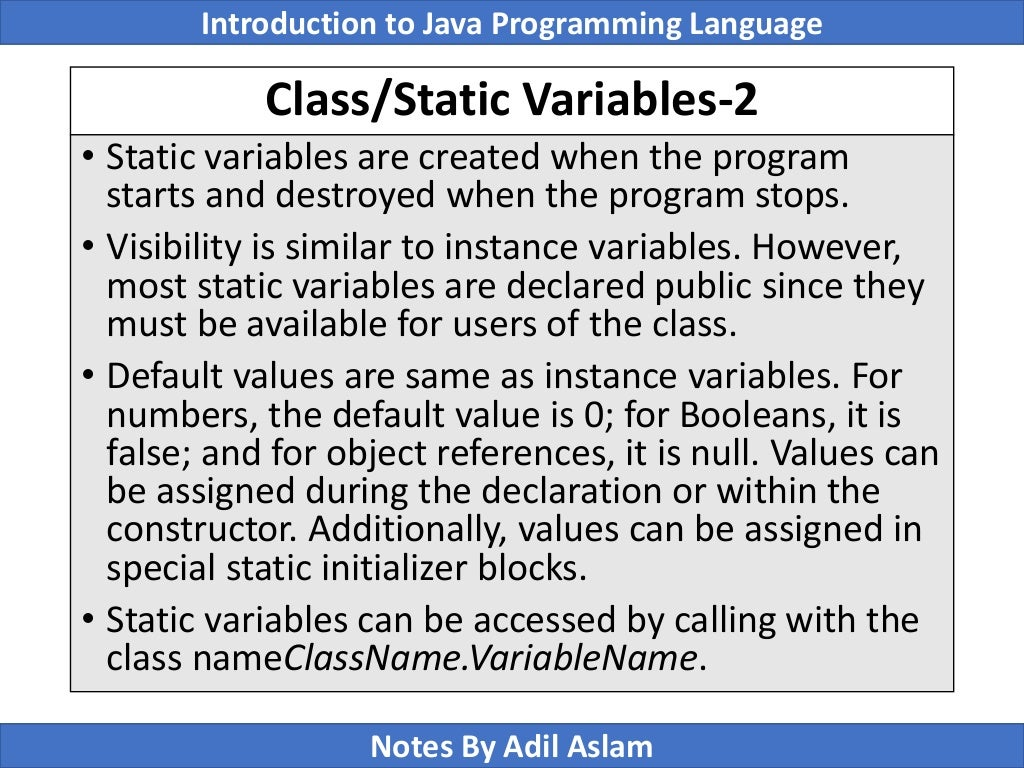 Introduction to Java Programming Language
Class/Static Variables-2
• Static variables are created when the program
starts and destroyed when the program stops.
• Visibility is similar to instance variables. However,
most static variables are declared public since they
must be available for users of the class.
• Default values are same as instance variables. For
numbers, the default value is 0; for Booleans, it is
false; and for object references, it is null. Values can
be assigned during the declaration or within the
constructor. Additionally, values can be assigned in
special static initializer blocks.
• Static variables can be accessed by calling with the
class nameClassName.VariableName.
Notes By Adil Aslam